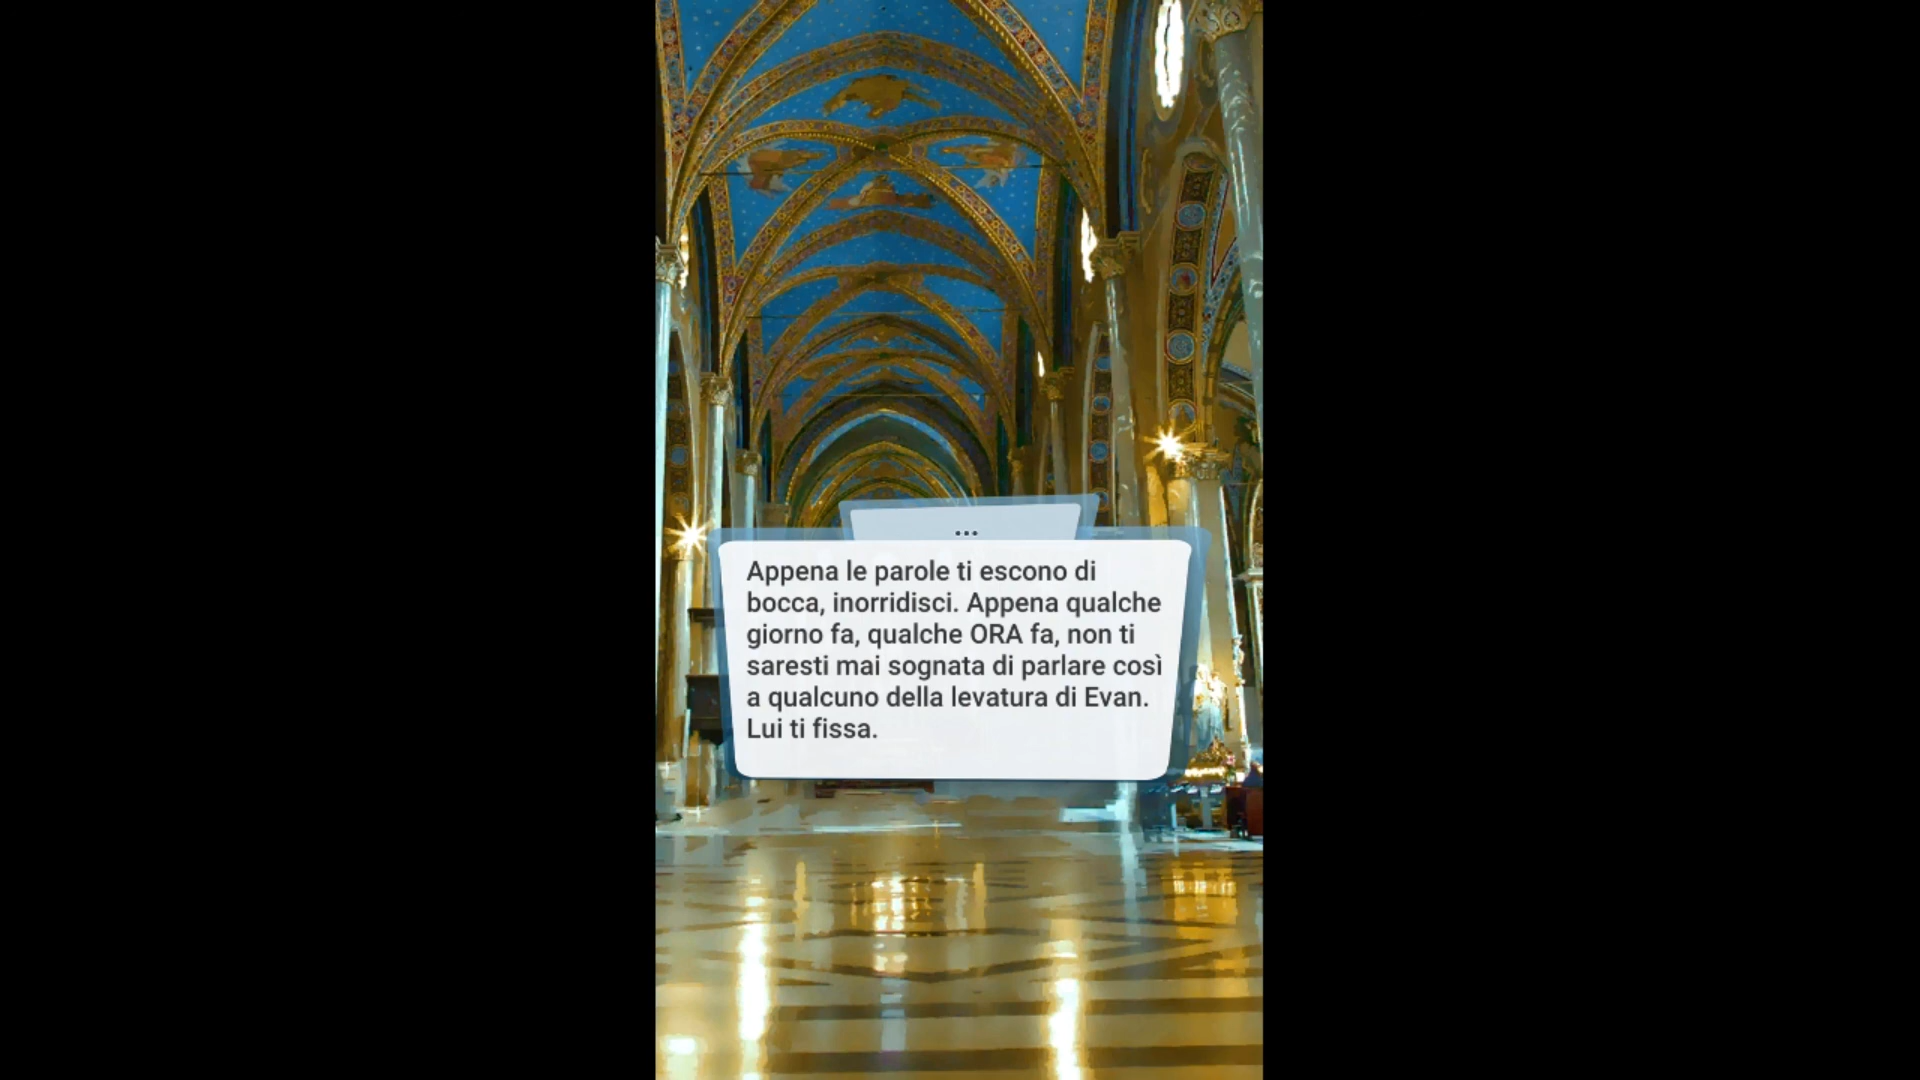 ...
Appena le parole ti escono di
bocca, inorridisci. Appena qualche
giorno fa, qualche ORA fa, non ti
saresti mai sognata di parlare così
a qualcuno della levatura di Evan.
Lui ti fissa.